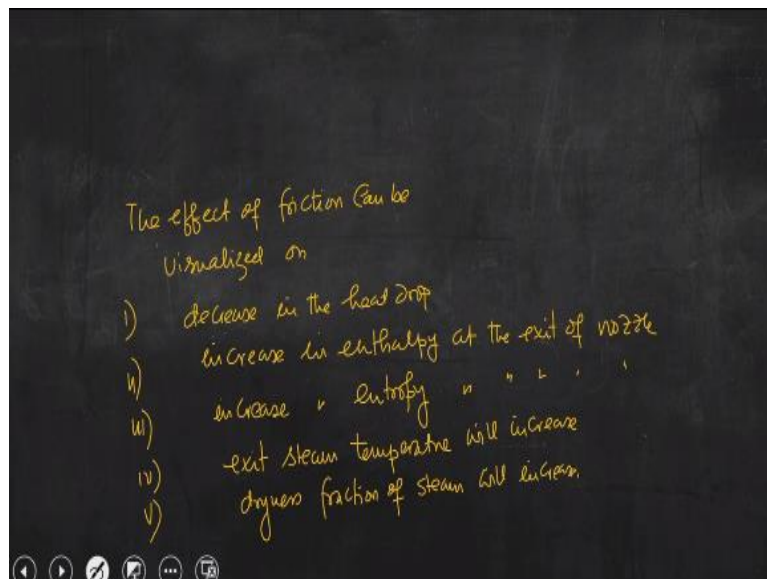 The effect of friction can be
visualized on
i) decrease in the heat drop
ii) increase in enthalpy at the exit of nozzle
iii) increase " entropy " " " " "
iv) exit steam temperature will increase
v) dryness fraction of steam will increase.